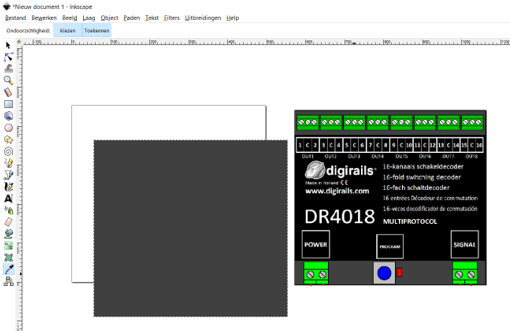 *Nieuw document 1 - Inkscape
Bestand Bewerken Beeld Laag Object Paden Tekst Filters Uitbreidingen Help
Ondoorzichtigheid: Kiezen Toekennen
1 C 2 3 C 4 5 C 6 7 C 8 9 C 10 11 C 12 13 C 14 15 C 16
OUT1 OUT2 OUT3 OUT4 OUT5 OUT6 OUT7 OUT8
digirails®
Made in Holland CE
www.digirails.com
16-kanaals schakeldecoder
16-fold switching decoder
16-fach schaltdecoder
16 entrées Décodeur de commutation
16-veces decodificador de conmutación
DR4018 MULTIPROTOCOL
POWER PROGRAM SIGNAL